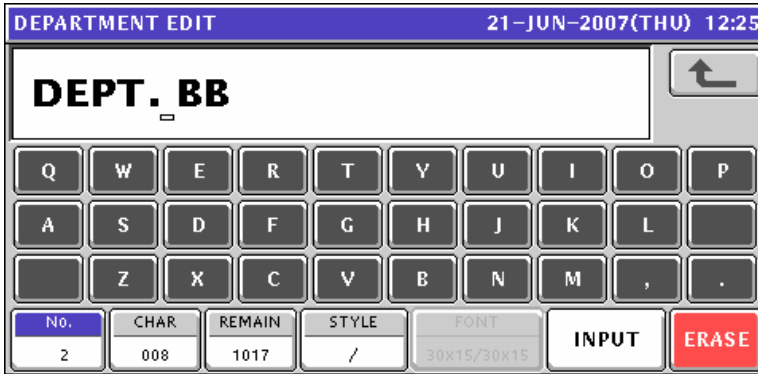 DEPARTMENT EDIT 21-JUN-2007(THU) 12:25
DEPT. BB
Q W E R T Y U I O P
A S D F G H J K L
Z X C V B N M , .
No. CHAR REMAIN STYLE FONT
2 008 1017 / 30x15/30x15
INPUT ERASE